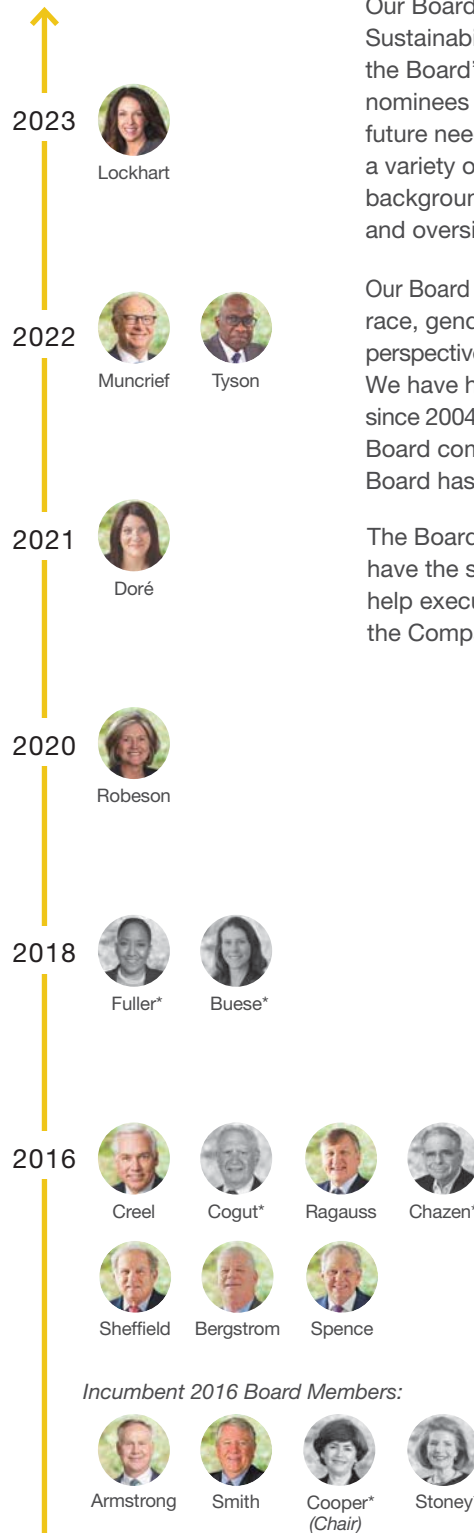 2023
Lockhart
2022
Muncrief
Tyson
2021
Doré
2020
Robeson
2018
Fuller*
Buese*
2016
Creel
Cogut*
Ragauss
Chazen*
Sheffield
Bergstrom
Spence
Incumbent 2016 Board Members:
Armstrong
Smith
Cooper*
(Chair)
Stoney
Our Board
Sustainabl
the Board’
nominees
future nee
a variety o
backgroun
and oversi
Our Board
race, gend
perspective
We have h
since 2004
Board con
Board has
The Board
have the s
help execu
the Comp